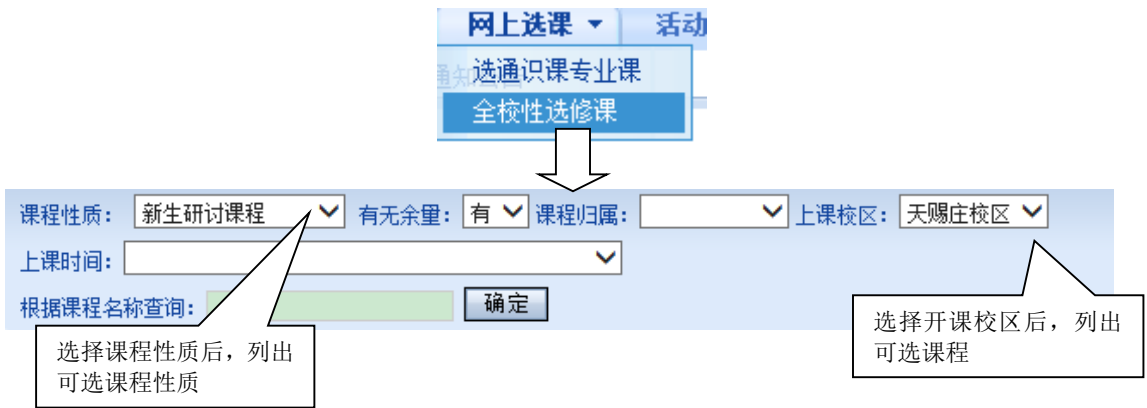 网上选课 活动
选通识课专业课
通知公告
全校性选修课
课程性质: 新生研讨课程 有无余量: 有 课程归属: 上课校区: 天赐庄校区
上课时间:
根据课程名称查询: 确定
选择课程性质后，列出
可选课程性质
选择开课校区后，列出
可选课程